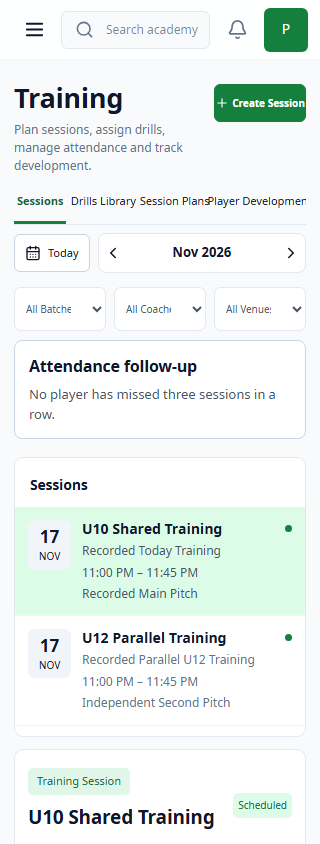 Search academy
P
Training
Create Session
Plan sessions, assign drills,
manage attendance and track
development.
Sessions Drills Library Session Plans Player Developmen
Today
Nov 2026
All Batche
All Coach
All Venue
Attendance follow-up
No player has missed three sessions in a
row.
Sessions
17
NOV
U10 Shared Training
Recorded Today Training
11:00 PM – 11:45 PM
Recorded Main Pitch
17
NOV
U12 Parallel Training
Recorded Parallel U12 Training
11:00 PM – 11:45 PM
Independent Second Pitch
Training Session
Scheduled
U10 Shared Training